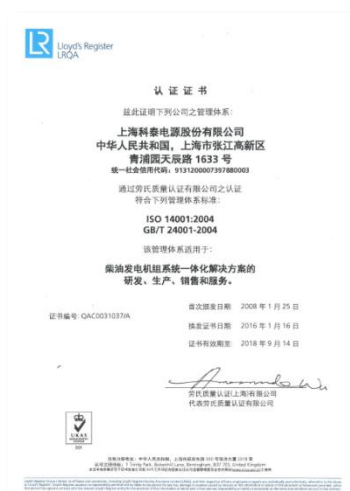 Lloyd's Register
LRQA
认证证书
兹此证明下列公司之管理体系:
上海科泰电源股份有限公司
中华人民共和国,上海市张江高新区
青浦园天辰路 1633 号
统一社会信用代码:9131200007397880003
通过劳氏质量认证有限公司之认证
符合下列管理体系标准:
ISO 14001:2004
GB/T 24001-2004
该管理体系适用于:
柴油发电机组系统一体化解决方案的
研发、生产、销售和服务。
首次颁发日期: 2008 年 1 月 25 日
证书编号: QAC0031037/A
换发证书日期: 2016 年 1 月 16 日
证书有效期至: 2018 年 9 月 14 日
劳氏质量认证(上海)有限公司
代表劳氏质量认证有限公司
UKAS
001